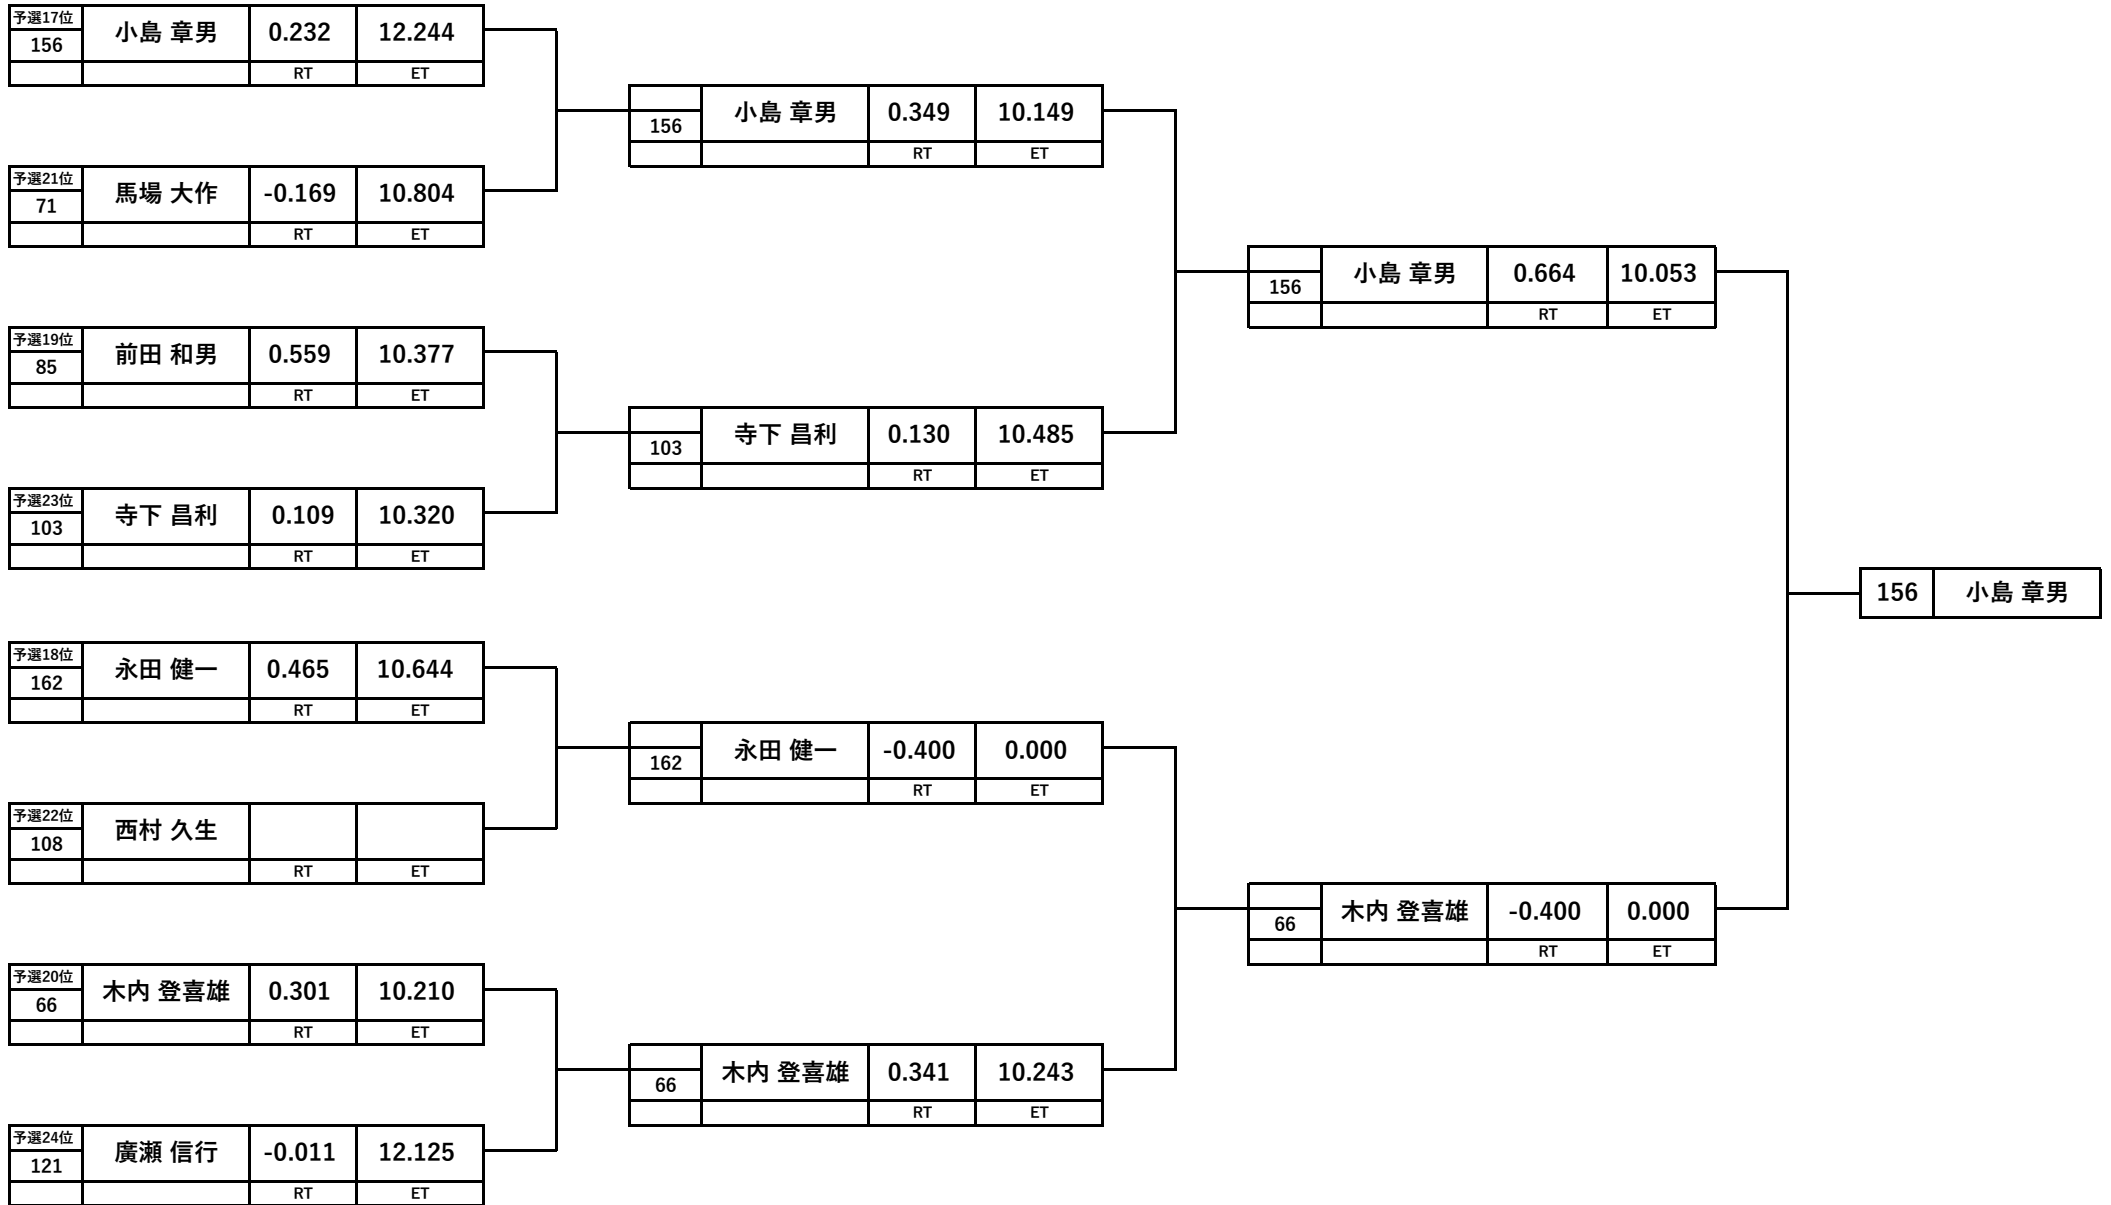 予選17位
156
小島 章男
0.232
12.244
RT
ET
予選21位
71
馬場 大作
-0.169
10.804
RT
ET
予選19位
85
前田 和男
0.559
10.377
RT
ET
予選23位
103
寺下 昌利
0.109
10.320
RT
ET
予選18位
162
永田 健一
0.465
10.644
RT
ET
予選22位
108
西村 久生
RT
ET
予選20位
66
木内 登喜雄
0.301
10.210
RT
ET
予選24位
121
廣瀬 信行
-0.011
12.125
RT
ET
156
小島 章男
0.349
10.149
RT
ET
103
寺下 昌利
0.130
10.485
RT
ET
162
永田 健一
-0.400
0.000
RT
ET
66
木内 登喜雄
0.341
10.243
RT
ET
156
小島 章男
0.664
10.053
RT
ET
66
木内 登喜雄
-0.400
0.000
RT
ET
156
小島 章男